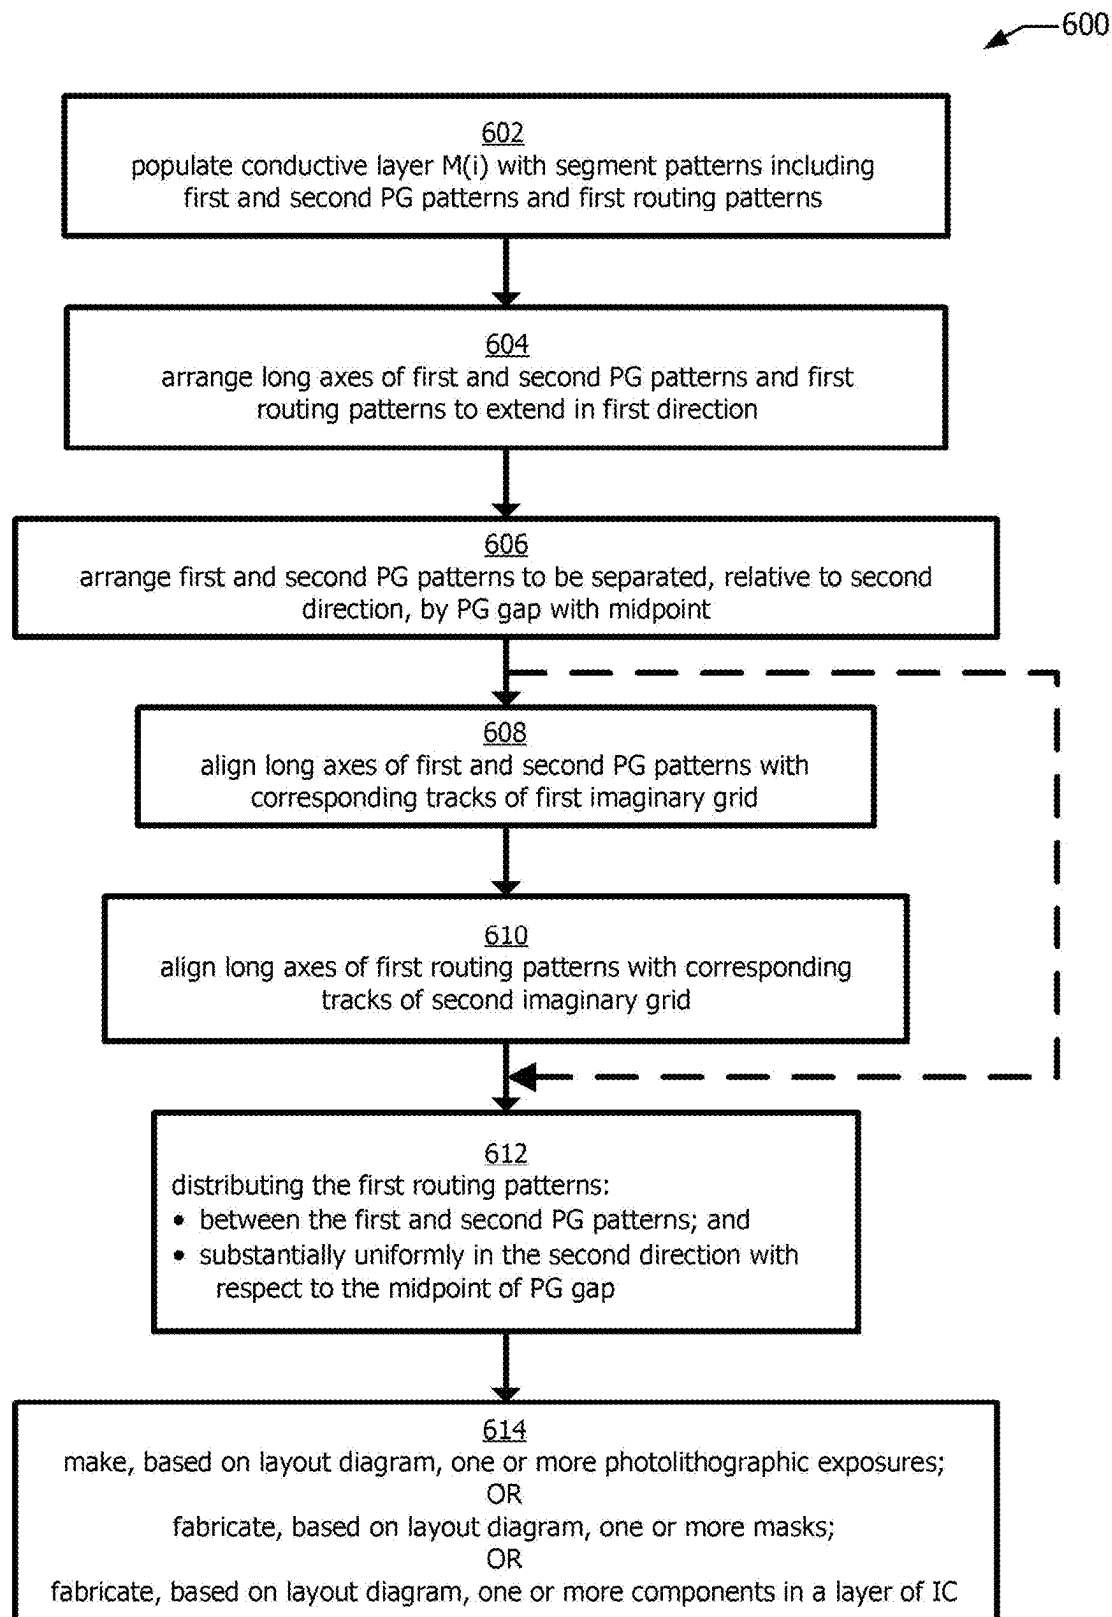 600
602
populate conductive layer M(i) with segment patterns including
first and second PG patterns and first routing patterns
604
arrange long axes of first and second PG patterns and first
routing patterns to extend in first direction
606
arrange first and second PG patterns to be separated, relative to second
direction, by PG gap with midpoint
608
align long axes of first and second PG patterns with
corresponding tracks of first imaginary grid
610
align long axes of first routing patterns with corresponding
tracks of second imaginary grid
612
distributing the first routing patterns:
• between the first and second PG patterns; and
• substantially uniformly in the second direction with
respect to the midpoint of PG gap
614
make, based on layout diagram, one or more photolithographic exposures;
OR
fabricate, based on layout diagram, one or more masks;
OR
fabricate, based on layout diagram, one or more components in a layer of IC